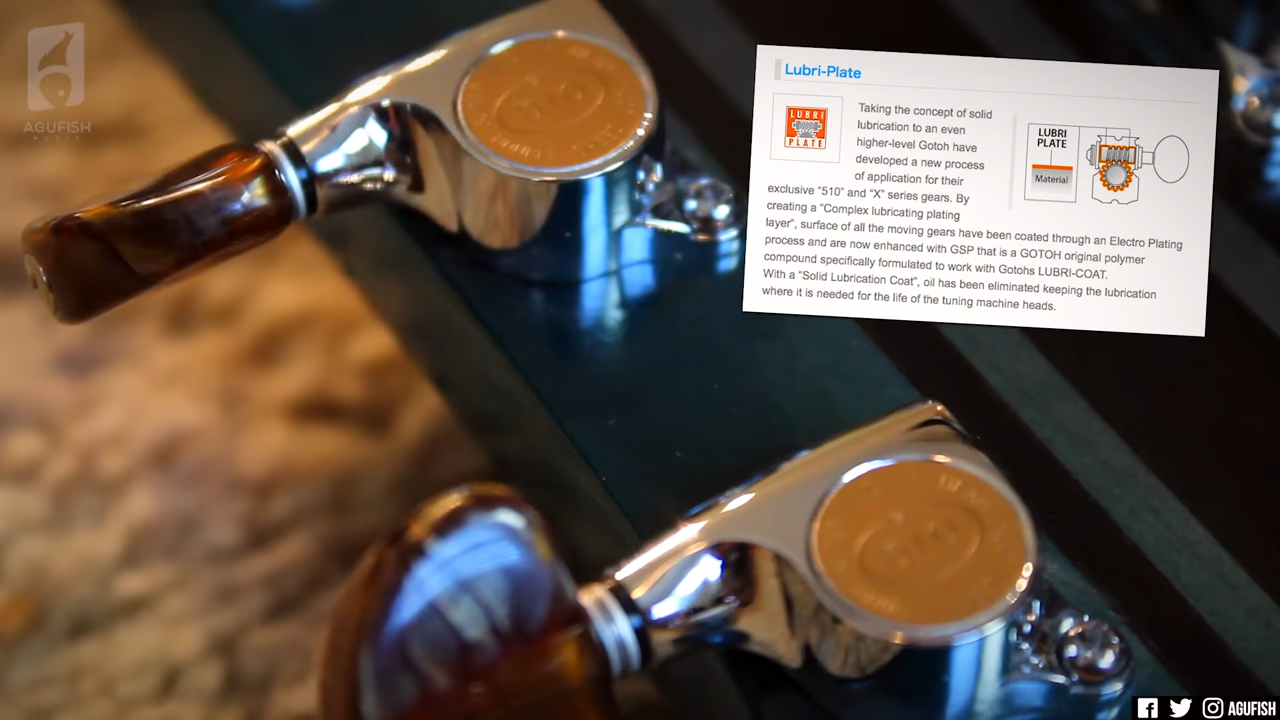 AGUFISH
MUSIC
Lubri-Plate
LUBRI
PLATE
Taking the concept of solid
lubrication to an even
higher-level Gotoh have
developed a new process
of application for their
exclusive “510” and “X” series gears. By
creating a “Complex lubricating plating
layer”, surface of all the moving gears have been coated through an Electro Plating
process and are now enhanced with GSP that is a GOTOH original polymer
compound specifically formulated to work with Gotohs LUBRI-COAT.
With a “Solid Lubrication Coat”, oil has been eliminated keeping the lubrication
where it is needed for the life of the tuning machine heads.
LUBRI
PLATE
Material
510
510
AGUFISH